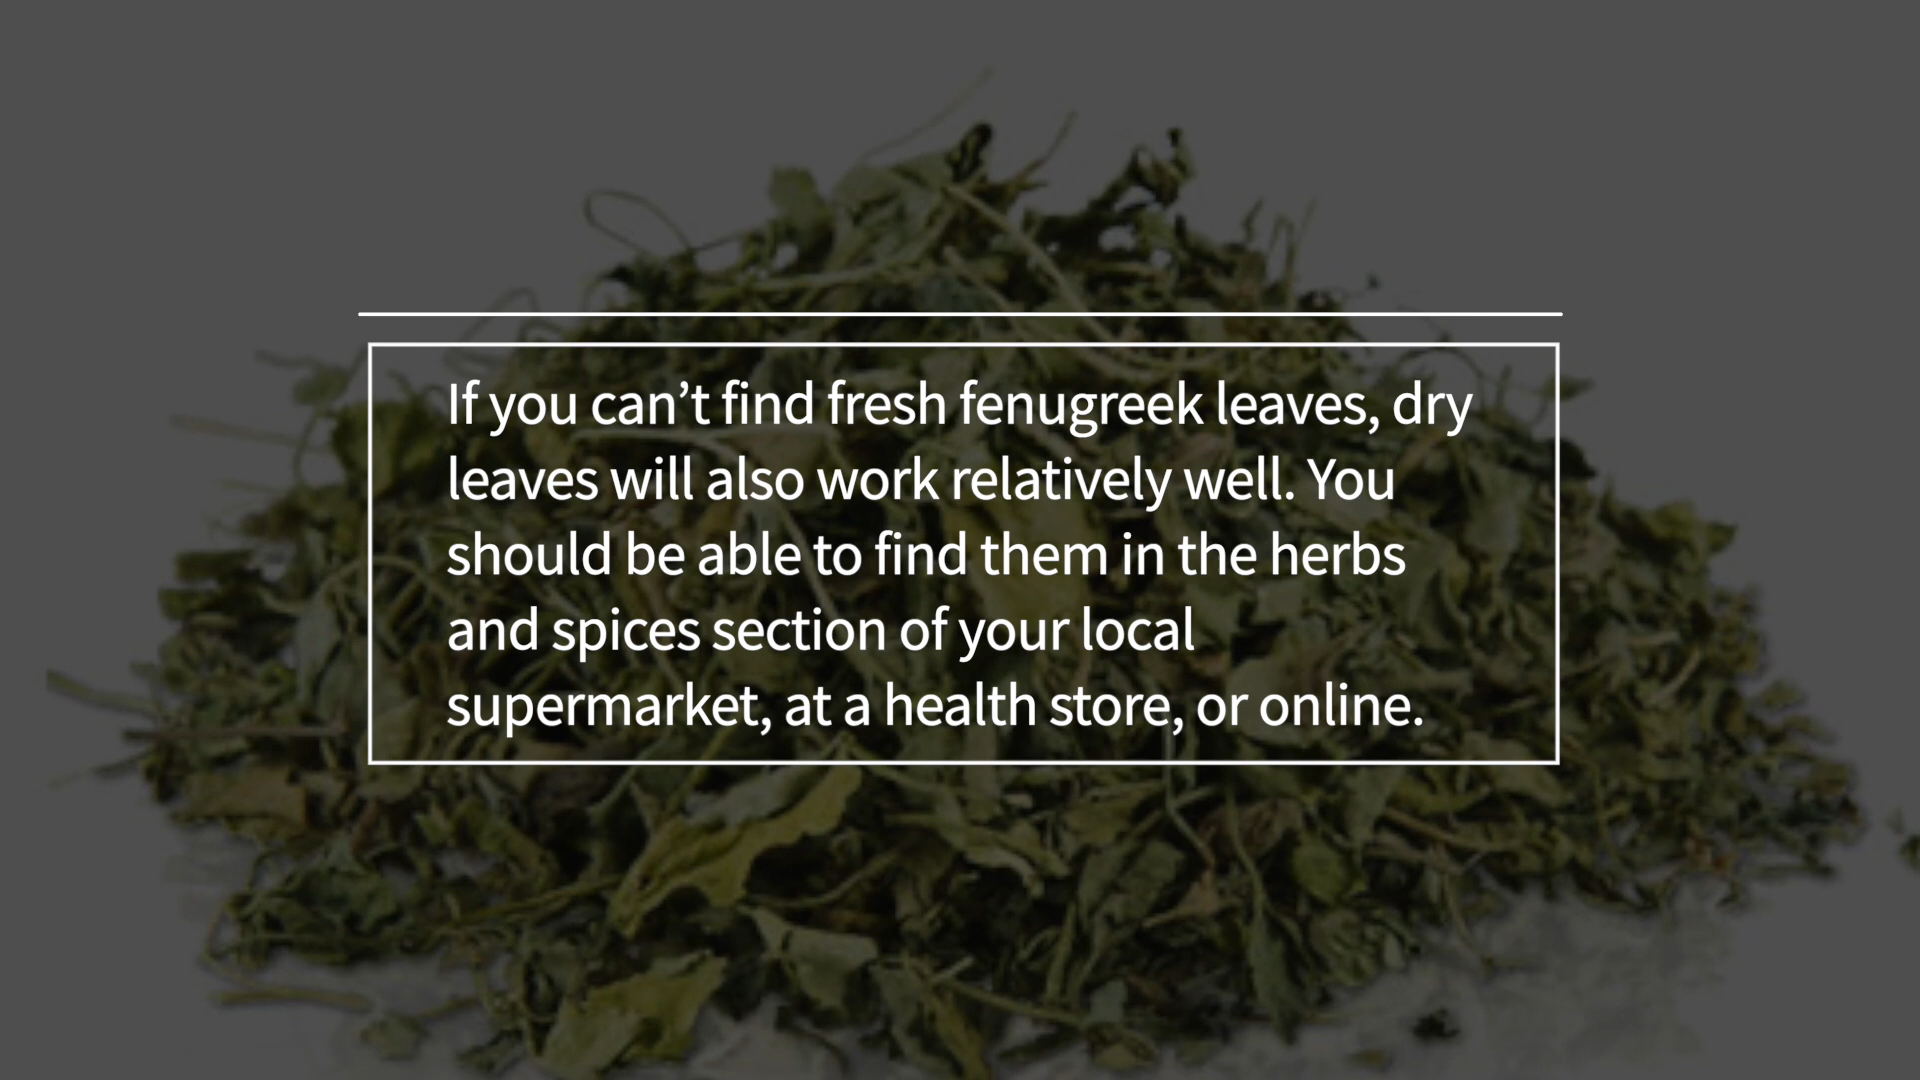 If you can’t find fresh fenugreek leaves, dry
leaves will also work relatively well. You
should be able to find them in the herbs
and spices section of your local
supermarket, at a health store, or online.